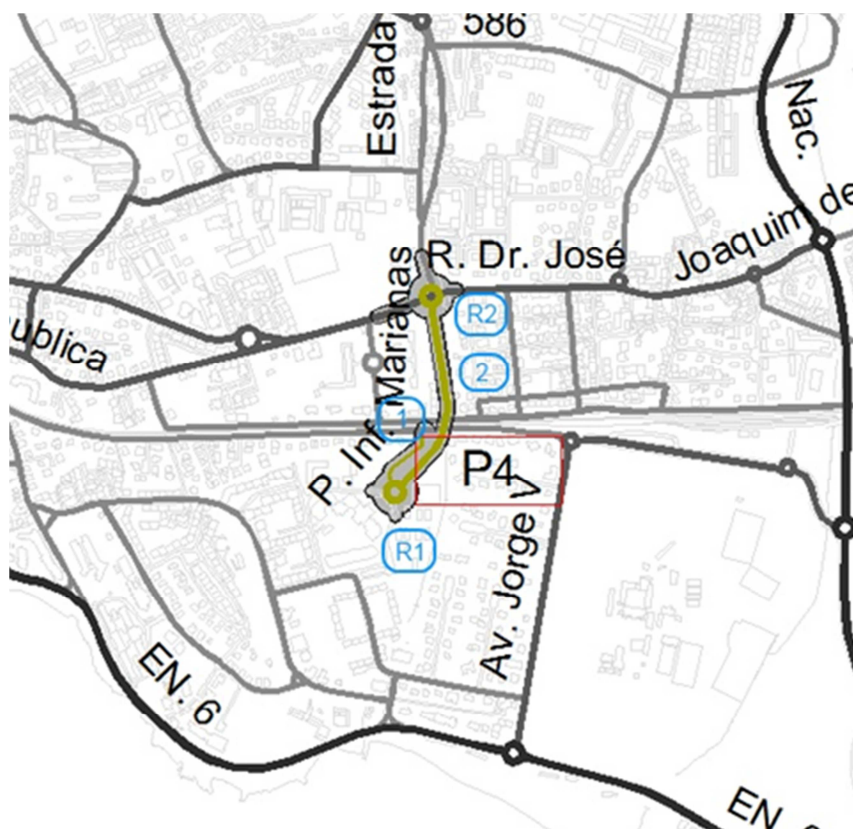 586
Estrada
Nac.
R. Dr. José
Joaquim de
Marianas
R2
ublica
2
1
P. Inf.
P4
R1
Av. Jorge V
EN. 6
EN. 6